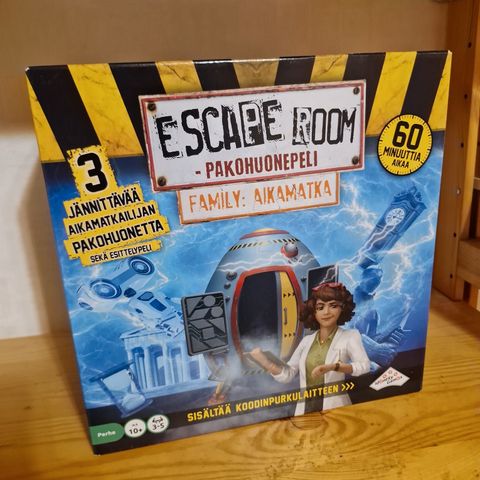 ESCAPE ROOM
- PAKOHUONEPELI
FAMILY: AIKAMATKA
60
MINUUTTIA
AIKAA
3
JÄNNITTÄVÄÄ
AIKAMATKAILIJAN
PAKOHUONETTA
SEKÄ ESITTELYPELI
SISÄLTÄÄ KOODINPURKULAITTEEN >>>
Perhe
10+
3-5